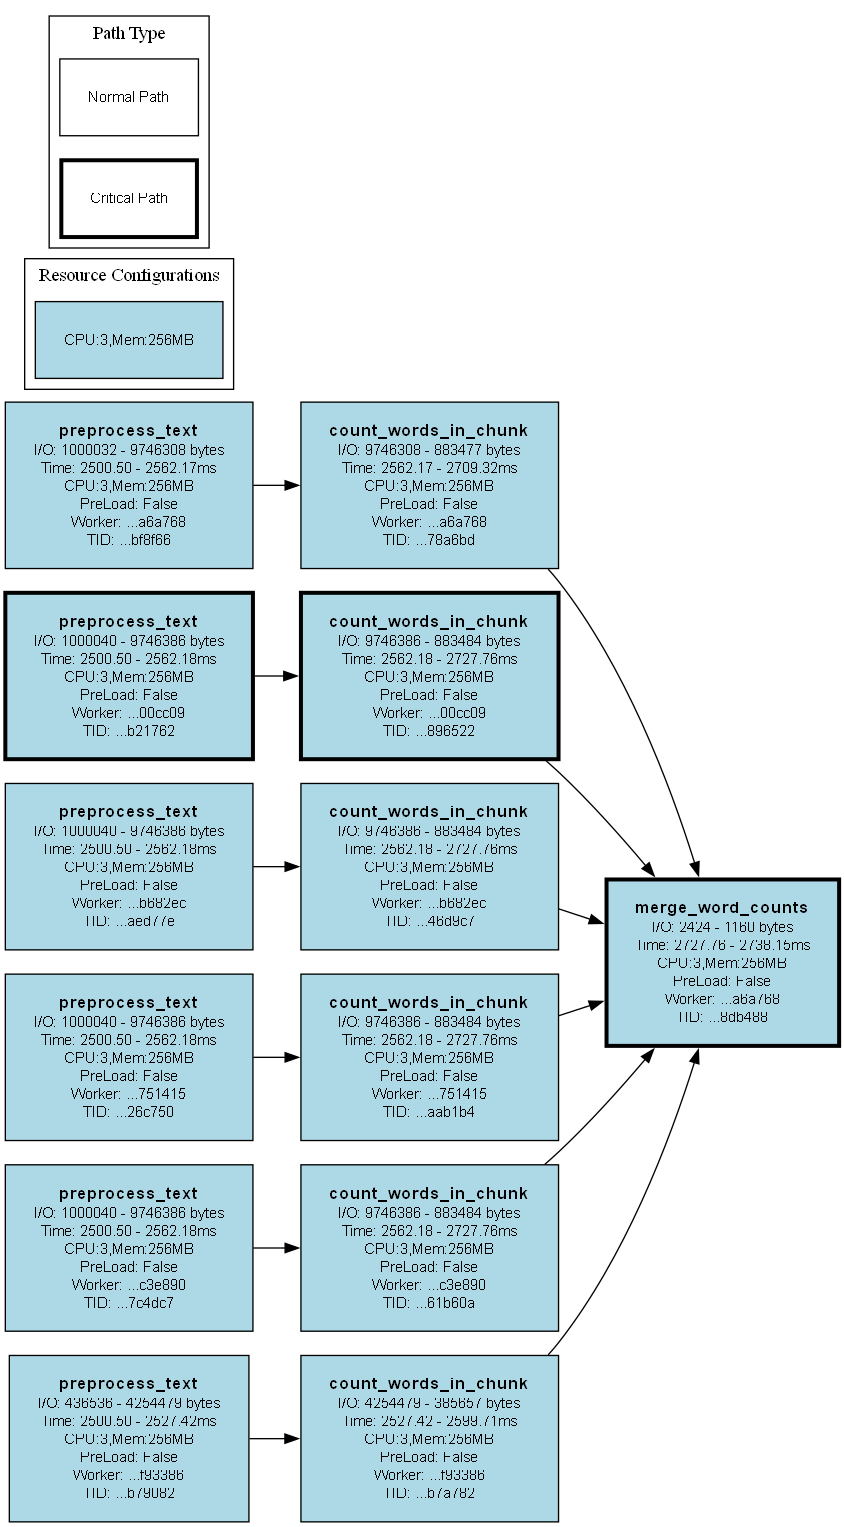 Path Type
Normal Path
Critical Path
Resource Configurations
CPU:3,Mem:256MB
preprocess_text
I/O: 1000032 - 9746308 bytes
Time: 2500.50 - 2562.17ms
CPU:3,Mem:256MB
PreLoad: False
Worker: ...a6a768
TID: ...bf8f66
count_words_in_chunk
I/O: 9746308 - 883477 bytes
Time: 2562.17 - 2709.32ms
CPU:3,Mem:256MB
PreLoad: False
Worker: ...a6a768
TID: ...78a6bd
preprocess_text
I/O: 1000040 - 9746386 bytes
Time: 2500.50 - 2562.18ms
CPU:3,Mem:256MB
PreLoad: False
Worker: ...00cc09
TID: ...b21762
count_words_in_chunk
I/O: 9746386 - 883484 bytes
Time: 2562.18 - 2727.76ms
CPU:3,Mem:256MB
PreLoad: False
Worker: ...00cc09
TID: ...896522
preprocess_text
I/O: 1000040 - 9746386 bytes
Time: 2500.50 - 2562.18ms
CPU:3,Mem:256MB
PreLoad: False
Worker: ...b682ec
TID: ...aed77e
count_words_in_chunk
I/O: 9746386 - 883484 bytes
Time: 2562.18 - 2727.76ms
CPU:3,Mem:256MB
PreLoad: False
Worker: ...b682ec
TID: ...46d9c7
merge_word_counts
I/O: 2424 - 1160 bytes
Time: 2727.76 - 2738.15ms
CPU:3,Mem:256MB
PreLoad: False
Worker: ...a6a768
TID: ...8db488
preprocess_text
I/O: 1000040 - 9746386 bytes
Time: 2500.50 - 2562.18ms
CPU:3,Mem:256MB
PreLoad: False
Worker: ...751415
TID: ...26c750
count_words_in_chunk
I/O: 9746386 - 883484 bytes
Time: 2562.18 - 2727.76ms
CPU:3,Mem:256MB
PreLoad: False
Worker: ...751415
TID: ...aab1b4
preprocess_text
I/O: 1000040 - 9746386 bytes
Time: 2500.50 - 2562.18ms
CPU:3,Mem:256MB
PreLoad: False
Worker: ...c3e890
TID: ...7c4dc7
count_words_in_chunk
I/O: 9746386 - 883484 bytes
Time: 2562.18 - 2727.76ms
CPU:3,Mem:256MB
PreLoad: False
Worker: ...c3e890
TID: ...61b60a
preprocess_text
I/O: 436536 - 4254479 bytes
Time: 2500.50 - 2527.42ms
CPU:3,Mem:256MB
PreLoad: False
Worker: ...f93386
TID: ...b79082
count_words_in_chunk
I/O: 4254479 - 385657 bytes
Time: 2527.42 - 2599.71ms
CPU:3,Mem:256MB
PreLoad: False
Worker: ...f93386
TID: ...b7a782